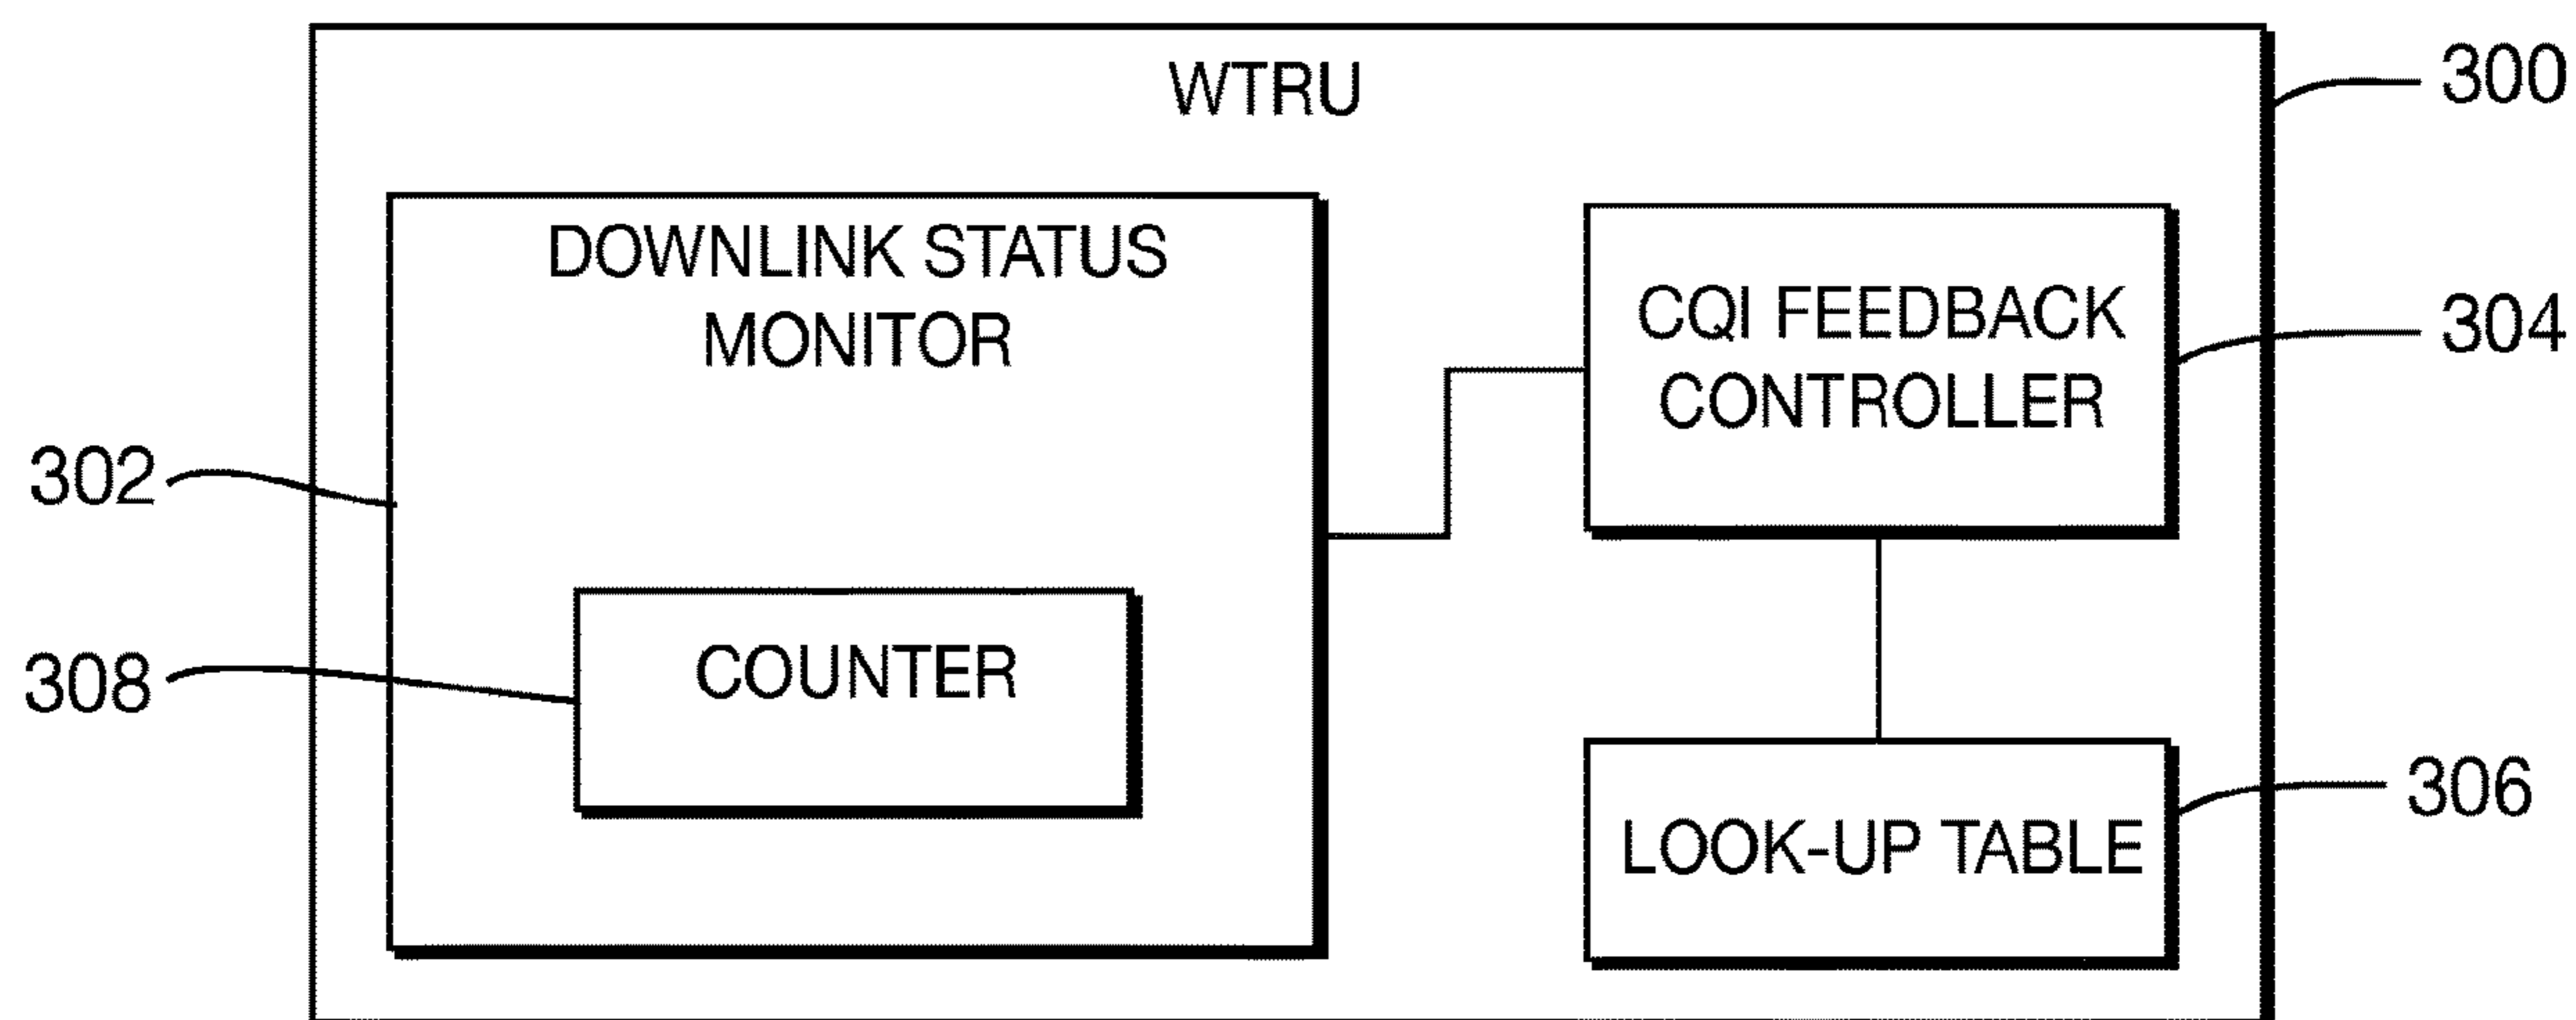 WTRU
300
DOWNLINK STATUS
MONITOR
CQI FEEDBACK
CONTROLLER
304
302
COUNTER
308
LOOK-UP TABLE
306